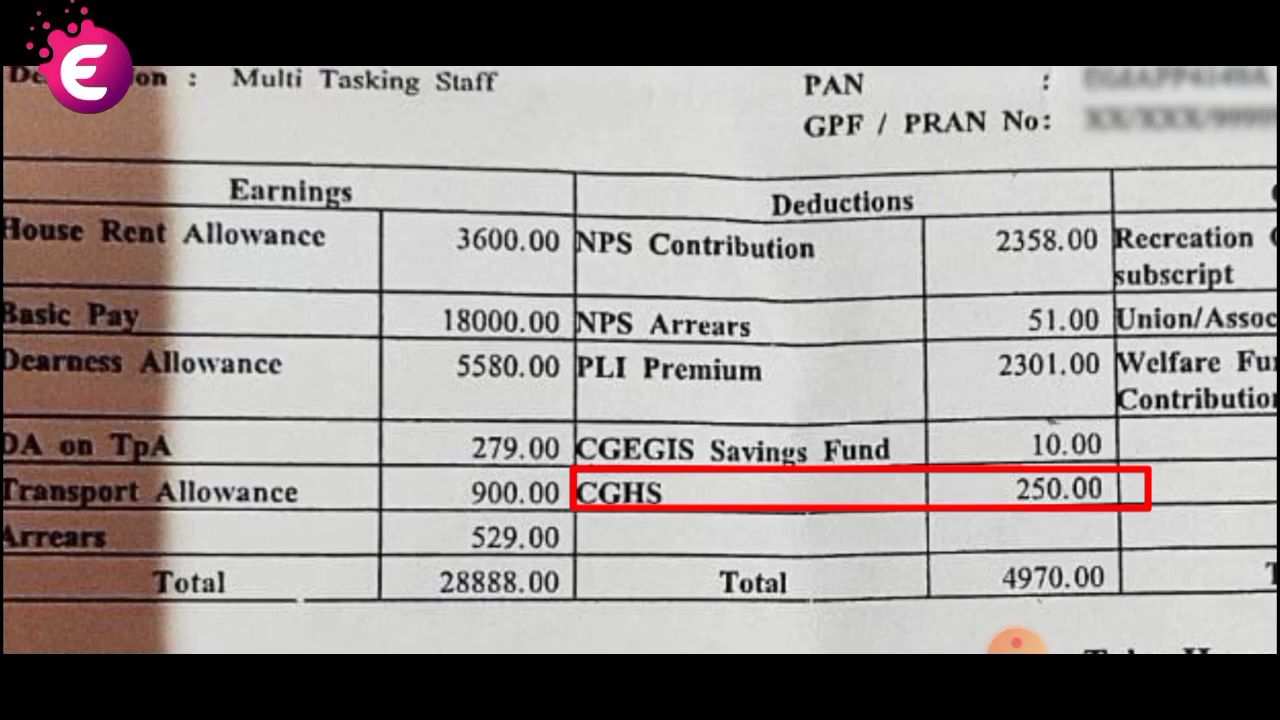 on : Multi Tasking Staff
PAN :
GPF / PRAN No:
Earnings Deductions
House Rent Allowance 3600.00 NPS Contribution 2358.00 Recreation
subscript
Basic Pay 18000.00 NPS Arrears 51.00 Union/Assoc
Dearness Allowance 5580.00 PLI Premium 2301.00 Welfare Fun
Contribution
DA on TpA 279.00 CGEGIS Savings Fund 10.00
Transport Allowance 900.00 CGHS 250.00
Arrears 529.00
Total 28888.00 Total 4970.00